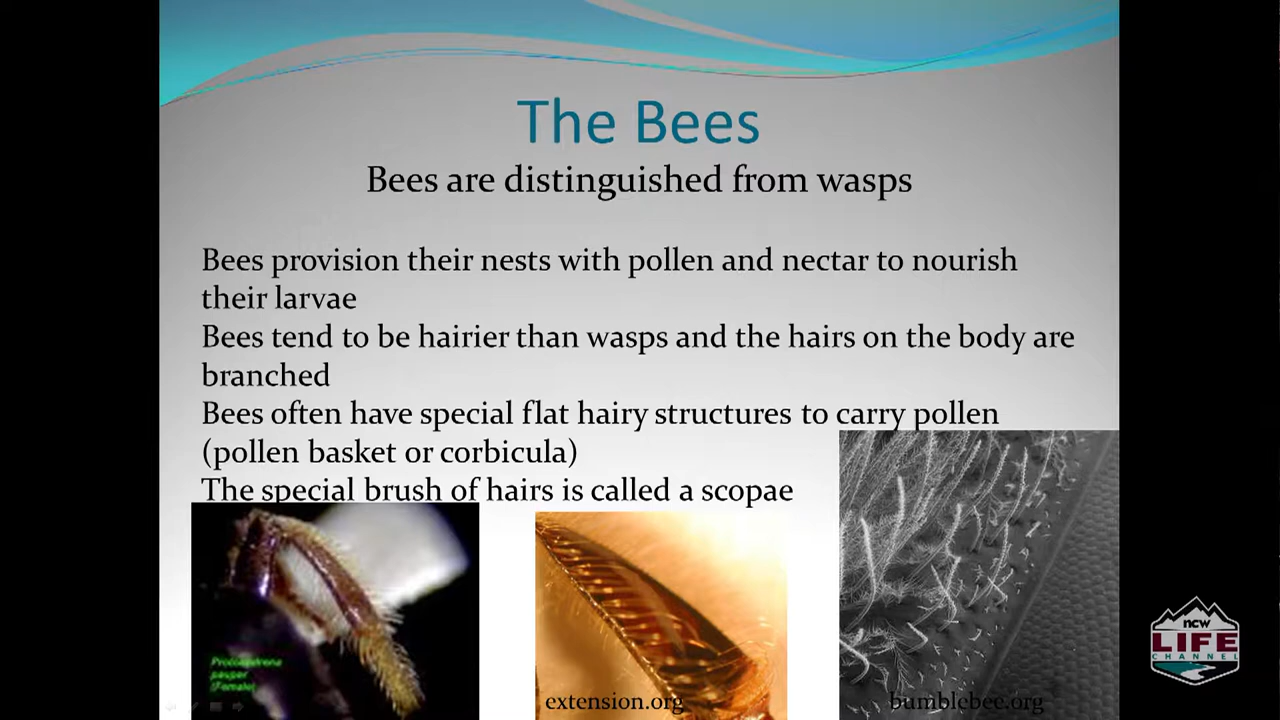 The Bees
Bees are distinguished from wasps
Bees provision their nests with pollen and nectar to nourish
their larvae
Bees tend to be hairier than wasps and the hairs on the body are
branched
Bees often have special flat hairy structures to carry pollen
(pollen basket or corbicula)
The special brush of hairs is called a scopae
pauper
(Female)
extension.org
bumblebee.org
ncw
LIFE
CHANNEL